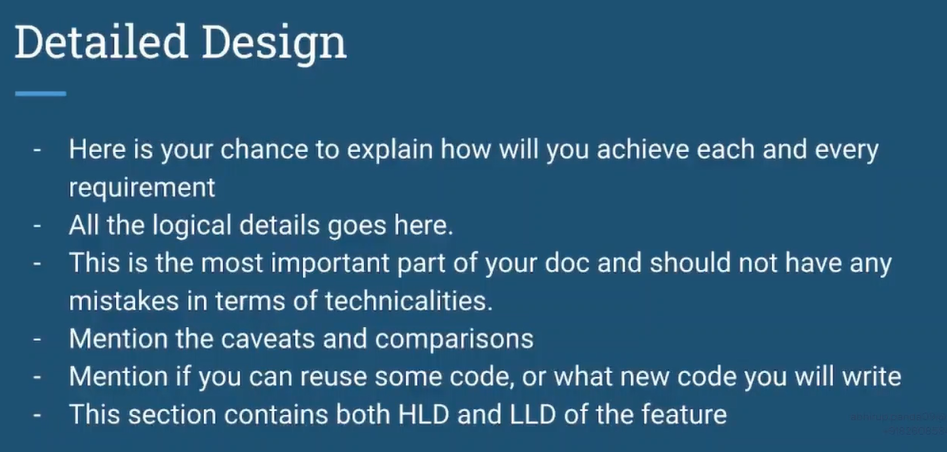 Detailed Design
- Here is your chance to explain how will you achieve each and every
requirement
- All the logical details goes here.
- This is the most important part of your doc and should not have any
mistakes in terms of technicalities.
- Mention the caveats and comparisons
- Mention if you can reuse some code, or what new code you will write
- This section contains both HLD and LLD of the feature